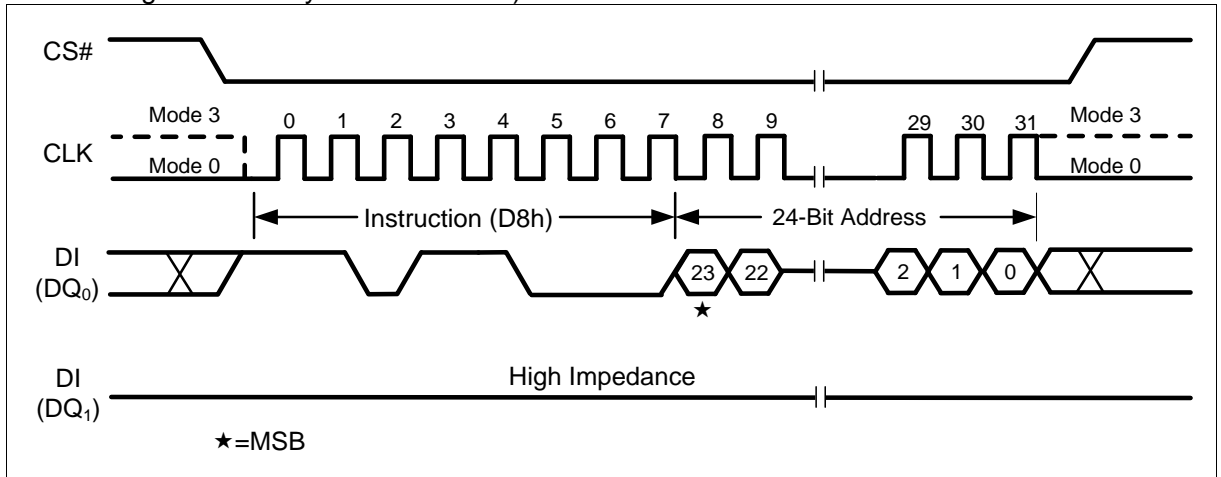 CS#
Mode 3 0 1 2 3 4 5 6 7 8 9 29 30 31 Mode 3
CLK
Mode 0 Mode 0
Instruction (D8h) 24-Bit Address
DI
(DQ0)
23 22 2 1 0
★
DI
(DQ1)
High Impedance
★=MSB